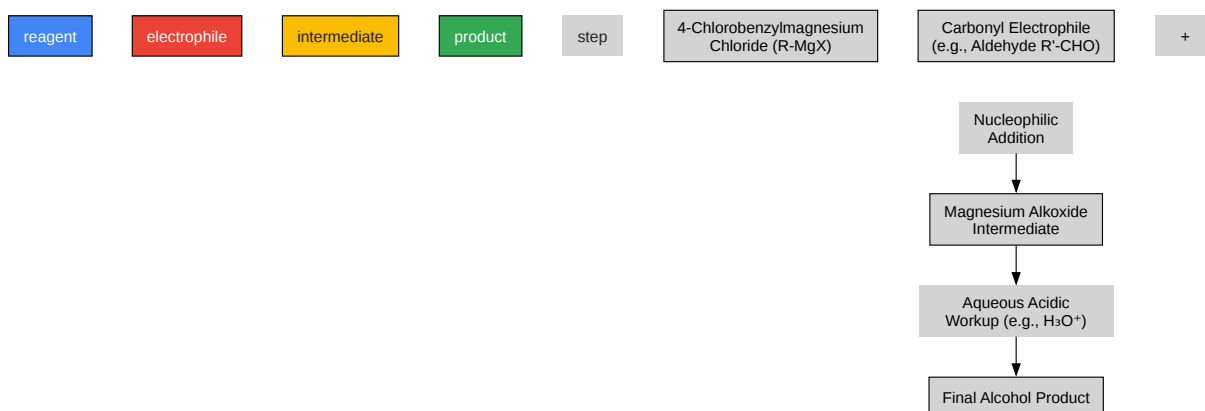 reagent
electrophile
intermediate
product
step
4-Chlorobenzylmagnesium
Chloride (R-MgX)
Carbonyl Electrophile
(e.g., Aldehyde R'-CHO)
+
Nucleophilic
Addition
Magnesium Alkoxide
Intermediate
Aqueous Acidic
Workup (e.g., H₃O⁺)
Final Alcohol Product